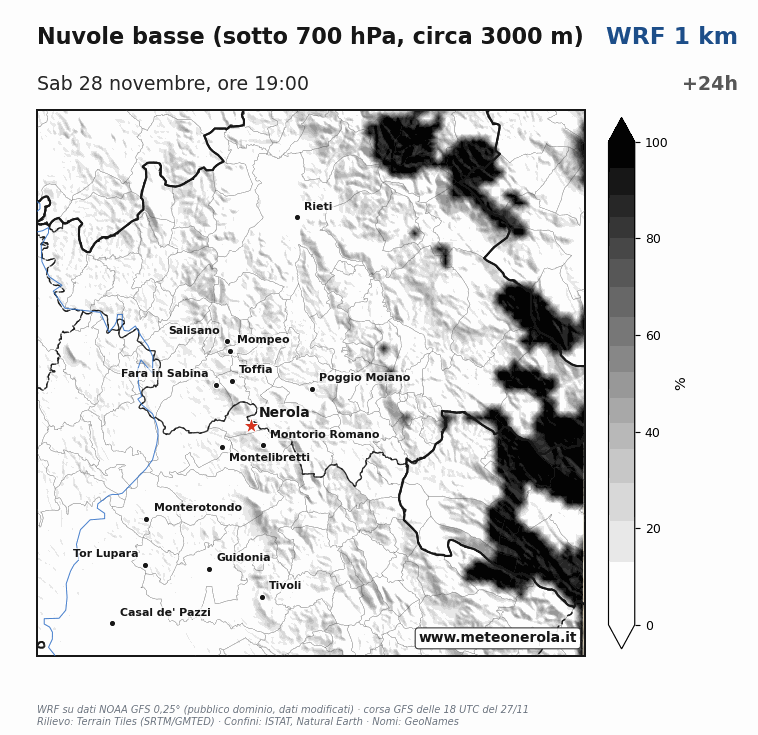 Nuvole basse (sotto 700 hPa, circa 3000 m) WRF 1 km
Sab 28 novembre, ore 19:00 +24h
100
80
60
40
20
0
%
Rieti
Salisano
Mompeo
Fara in Sabina
Toffia
Poggio Moiano
Nerola
Montorio Romano
Montelibretti
Monterotondo
Tor Lupara
Guidonia
Tivoli
Casal de' Pazzi
www.meteonerola.it
WRF su dati NOAA GFS 0,25° (pubblico dominio, dati modificati) · corsa GFS delle 18 UTC del 27/11
Rilievo: Terrain Tiles (SRTM/GMTED) · Confini: ISTAT, Natural Earth · Nomi: GeoNames